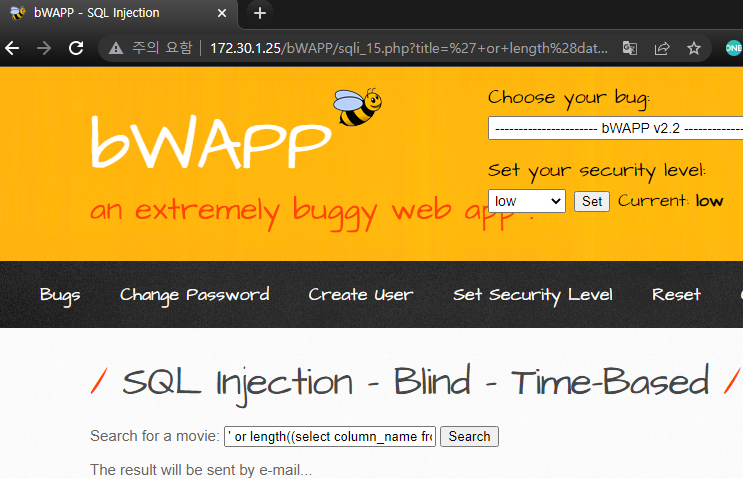 bWAPP - SQL Injection
주의 요함 172.30.1.25/bWAPP/sqli_15.php?title=%27+or+length%28dat...
bWAPP
an extremely buggy web app !
Choose your bug:
---------------------- bWAPP v2.2 --------------
Set your security level:
low Set Current: low
Bugs Change Password Create User Set Security Level Reset
/ SQL Injection - Blind - Time-Based /
Search for a movie: ' or length((select column_name fro Search
The result will be sent by e-mail...